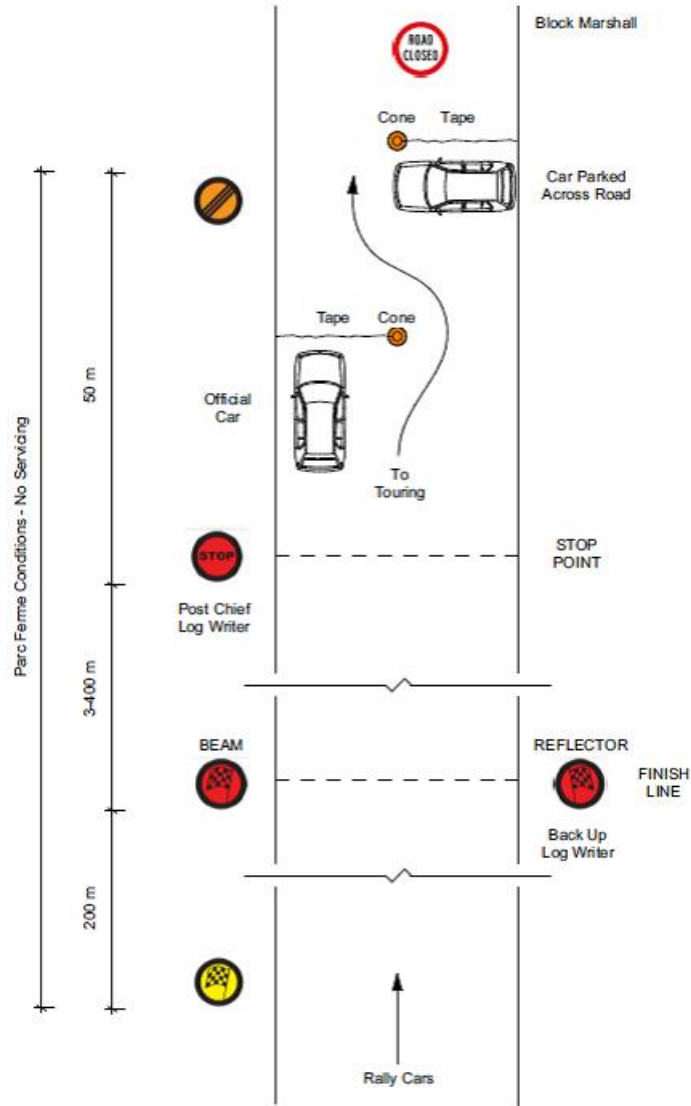 Block Marshall
ROAD
CLOSED
Cone Tape
Car Parked
Across Road
Tape Cone
Official
Car
50 m
To
Touring
Parc Ferme Conditions - No Servicing
STOP
STOP
POINT
Post Chief
Log Writer
3-400 m
BEAM
REFLECTOR
FINISH
LINE
Back Up
Log Writer
200 m
Rally Cars